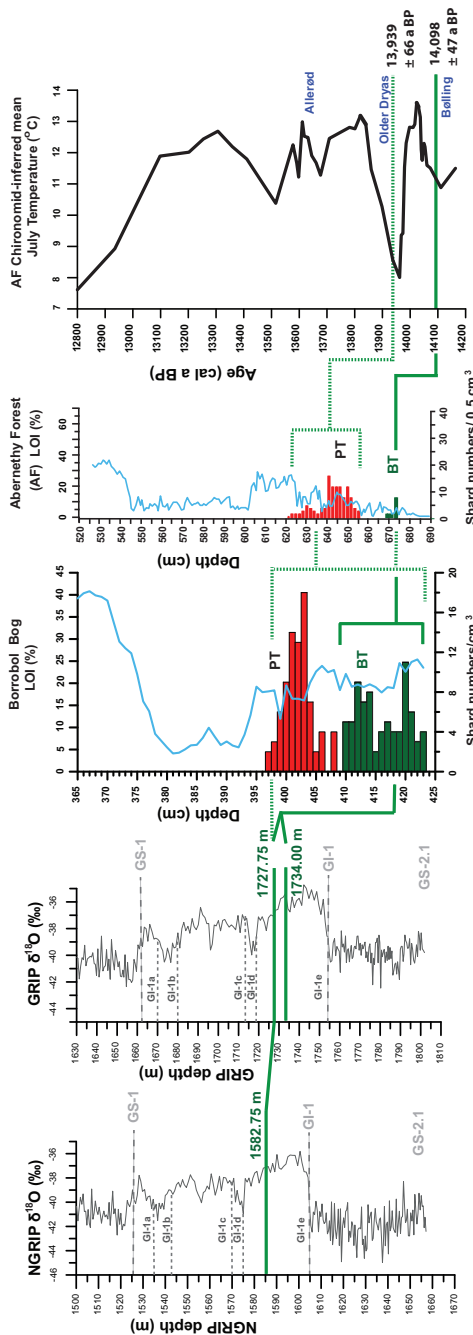 AF Chironomid-inferred mean
July Temperature (° C)
7 8 9 10 11 12 13 14
12800 12900 13000 13100 13200 13300 13400 13500 13600 13700 13800 13900 14000 14100 14200
Age (cal a BP)
Allerød
Older Dryas
13,939
± 66 a BP
14,098
± 47 a BP
Bølling
Abernethy Forest
(AF) LOI (%)
0 20 40 60
520 530 540 550 560 570 580 590 600 610 620 630 640 650 660 670 680 690
Depth (cm)
PT
BT
0 10 20 30 40
Shard numbers/ 0.5 cm³
Borrobol Bog
LOI (%)
0 5 10 15 20 25 30 35 40 45
365 370 375 380 385 390 395 400 405 410 415 420 425
Depth (cm)
PT
BT
0 4 8 12 16 20
Shard numbers/cm³
GRIP δ¹⁸O (‰)
-44 -42 -40 -38 -36
1630 1640 1650 1660 1670 1680 1690 1700 1710 1720 1730 1740 1750 1760 1770 1780 1790 1800 1810
GRIP depth (m)
GS-1
GI-1a
GI-1b
GI-1c
GI-1d
1727.75 m
1734.00 m
GI-1e
GI-1
GS-2.1
NGRIP δ¹⁸O (‰)
-46 -44 -42 -40 -38 -36
1500 1510 1520 1530 1540 1550 1560 1570 1580 1590 1600 1610 1620 1630 1640 1650 1660 1670
NGRIP depth (m)
GS-1
GI-1a
GI-1b
GI-1c
GI-1d
1582.75 m
GI-1e
GI-1
GS-2.1